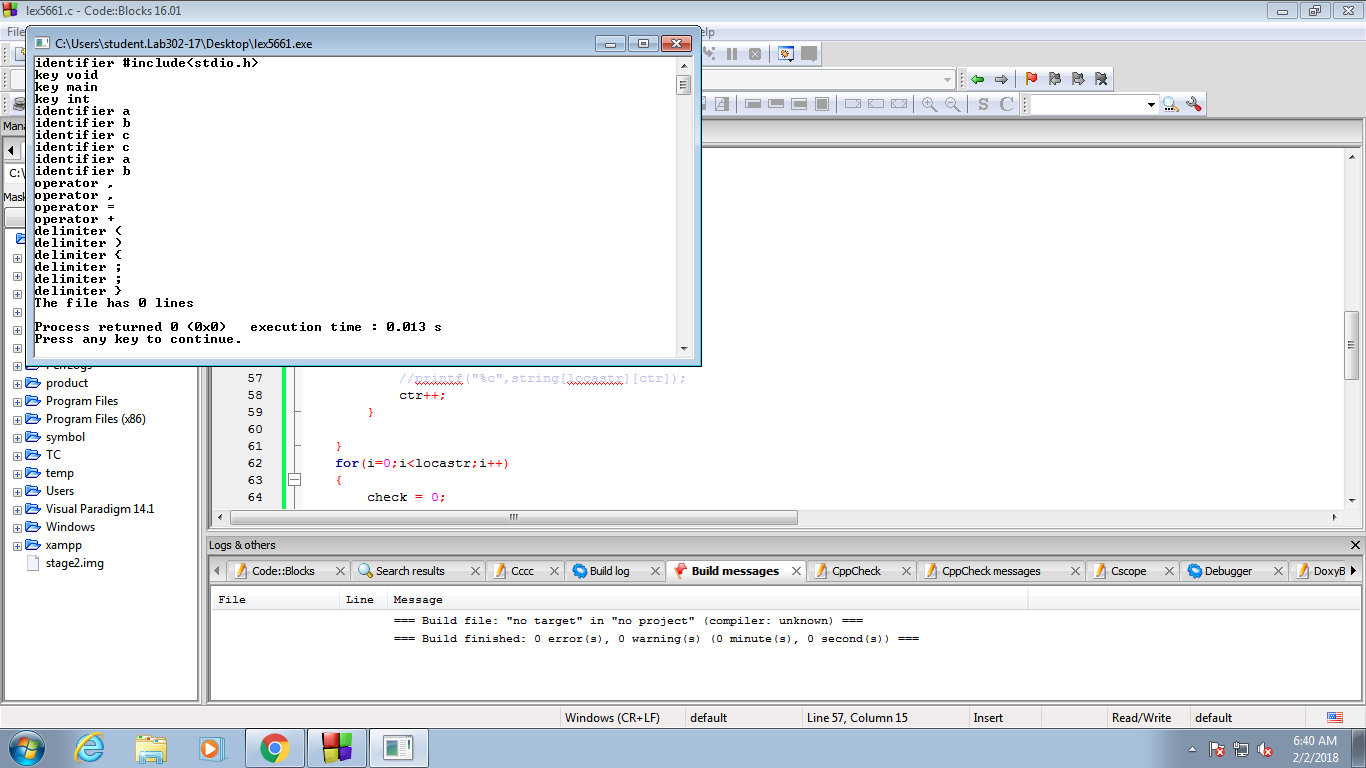 lex5661.c - Code::Blocks 16.01
File
elp
C:\Users\student.Lab302-17\Desktop\lex5661.exe
identifier #include<stdio.h>
key void
key main
key int
identifier a
identifier b
identifier c
identifier c
identifier a
identifier b
operator ,
operator ,
operator =
operator +
delimiter (
delimiter )
delimiter {
delimiter ;
delimiter ;
delimiter }
The file has 0 lines
Process returned 0 (0x0)   execution time : 0.013 s
Press any key to continue.
S C
Mana
C:\
Mask
PerfLogs
product
Program Files
Program Files (x86)
symbol
TC
temp
Users
Visual Paradigm 14.1
Windows
xampp
stage2.img
57 //printf("%c",string[locastr][ctr]);
58 ctr++;
59 }
60
61 }
62 for(i=0;i<locastr;i++)
63 {
64 check = 0;
Logs & others
Code::Blocks Search results Cccc Build log Build messages CppCheck CppCheck messages Cscope Debugger DoxyB
File Line Message
=== Build file: "no target" in "no project" (compiler: unknown) ===
=== Build finished: 0 error(s), 0 warning(s) (0 minute(s), 0 second(s)) ===
Windows (CR+LF) default Line 57, Column 15 Insert Read/Write default
6:40 AM
2/2/2018